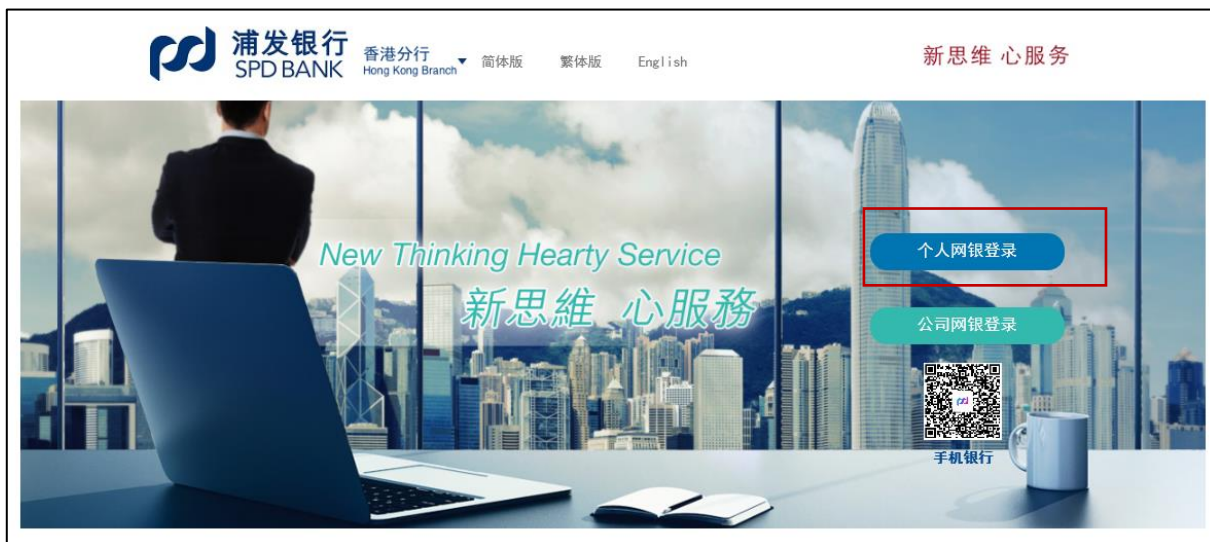 浦发银行
SPD BANK
香港分行
Hong Kong Branch
简体版 繁体版 English
新思维 心服务
New Thinking Hearty Service
新思維 心服務
个人网银登录
公司网银登录
手机银行